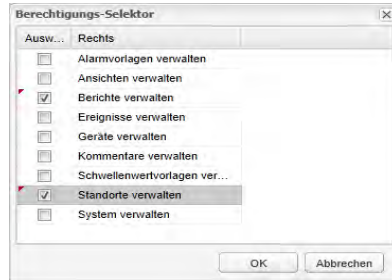 Berechtigungs-Selektor
Ausw... Rechts
Alarmvorlagen verwalten
Ansichten verwalten
Berichte verwalten
Ereignisse verwalten
Geräte verwalten
Kommentare verwalten
Schwellenwertvorlagen ver...
Standorte verwalten
System verwalten
OK Abbrechen